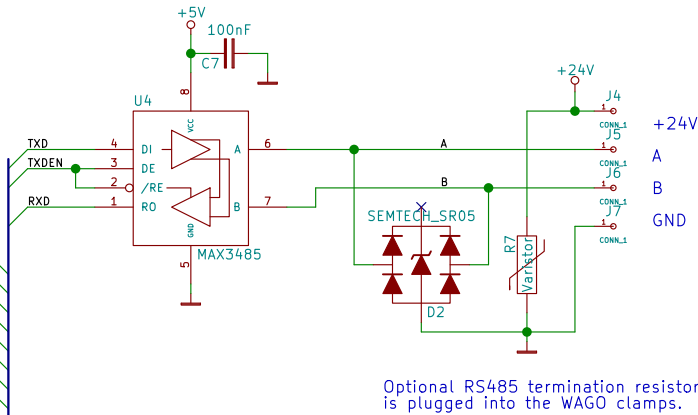 +5V
100nF
C7
+24V
J4
CONN_1
1
+24V
U4
8
VCC
TXD
4
DI
A
6
A
J5
CONN_1
1
A
TXDEN
3
DE
2
/RE
B
J6
CONN_1
1
B
RXD
1
RO
B
7
J7
CONN_1
1
GND
GND
SEMTECH_SR05
R7
Varistor
MAX3485
5
D2
Optional RS485 termination resistor
is plugged into the WAGO clamps.